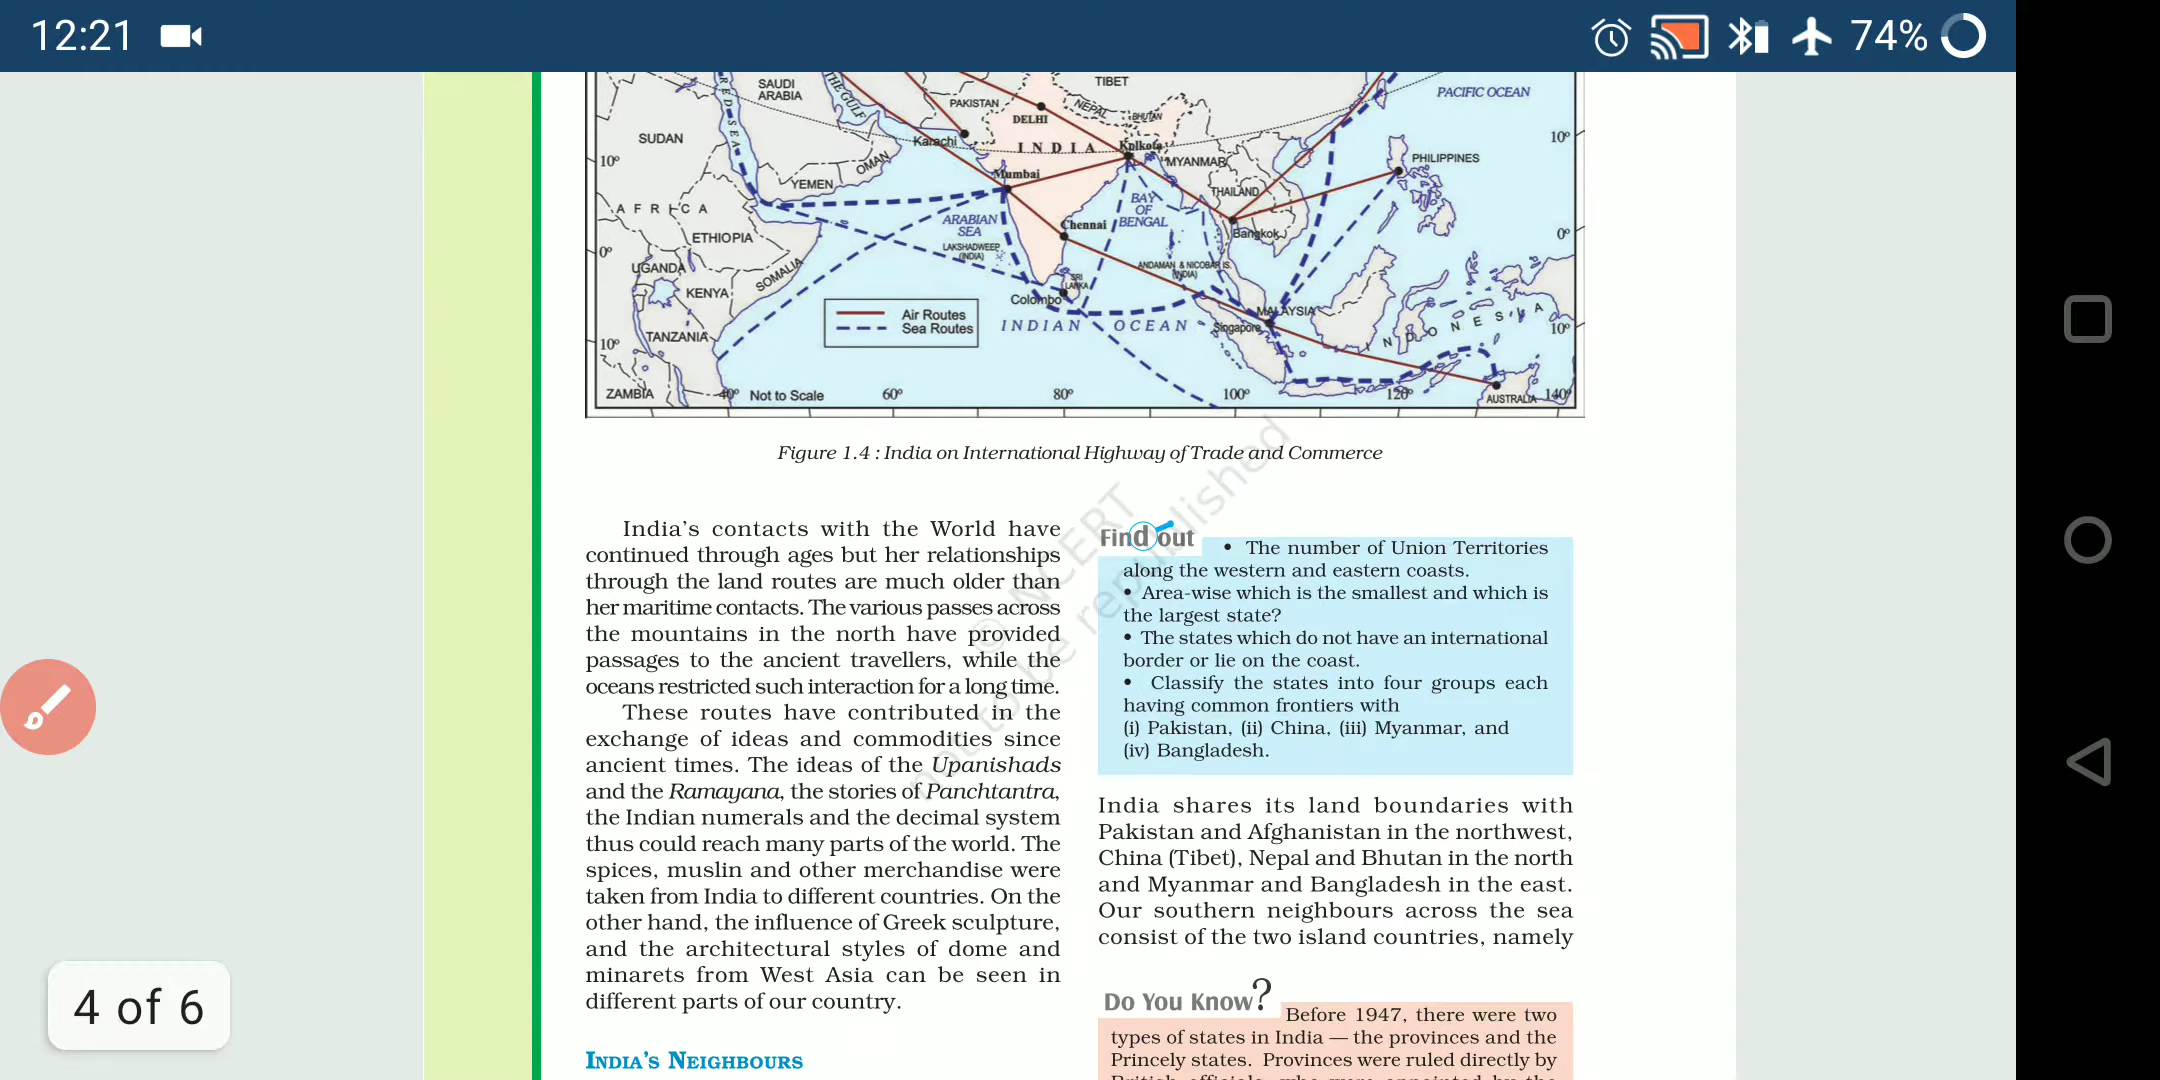 12:21
74%
SAUDI
ARABIA
THE GULF
RED SEA
TIBET
PACIFIC OCEAN
PAKISTAN
NEPAL
BHUTAN
DELHI
SUDAN
Karachi
INDIA
Kolkota
MYANMAR
10°
10°
PHILIPPINES
OMAN
YEMEN
Mumbai
THAILAND
AFRICA
ARABIAN
SEA
BAY
OF
BENGAL
Chennai
ETHIOPIA
LAKSHADWEEP
(INDIA)
Bangkok
0°
0°
UGANDA
SOMALIA
ANDAMAN & NICOBAR IS.
(INDIA)
KENYA
SRI
LANKA
Colombo
MALAYSIA
Air Routes
Sea Routes
INDIAN OCEAN
Singapore
INDONESIA
TANZANIA
10°
10°
ZAMBIA
40°
Not to Scale
60°
80°
100°
120°
AUSTRALIA
140°
Figure 1.4 : India on International Highway of Trade and Commerce
India's contacts with the World have
continued through ages but her relationships
through the land routes are much older than
her maritime contacts. The various passes across
the mountains in the north have provided
passages to the ancient travellers, while the
oceans restricted such interaction for a long time.
These routes have contributed in the
exchange of ideas and commodities since
ancient times. The ideas of the Upanishads
and the Ramayana, the stories of Panchtantra,
the Indian numerals and the decimal system
thus could reach many parts of the world. The
spices, muslin and other merchandise were
taken from India to different countries. On the
other hand, the influence of Greek sculpture,
and the architectural styles of dome and
minarets from West Asia can be seen in
different parts of our country.
INDIA'S NEIGHBOURS
Find out
• The number of Union Territories
along the western and eastern coasts.
• Area-wise which is the smallest and which is
the largest state?
• The states which do not have an international
border or lie on the coast.
• Classify the states into four groups each
having common frontiers with
(i) Pakistan, (ii) China, (iii) Myanmar, and
(iv) Bangladesh.
India shares its land boundaries with
Pakistan and Afghanistan in the northwest,
China (Tibet), Nepal and Bhutan in the north
and Myanmar and Bangladesh in the east.
Our southern neighbours across the sea
consist of the two island countries, namely
Do You Know?
Before 1947, there were two
types of states in India — the provinces and the
Princely states. Provinces were ruled directly by
© NCERT
not to be republished
4 of 6